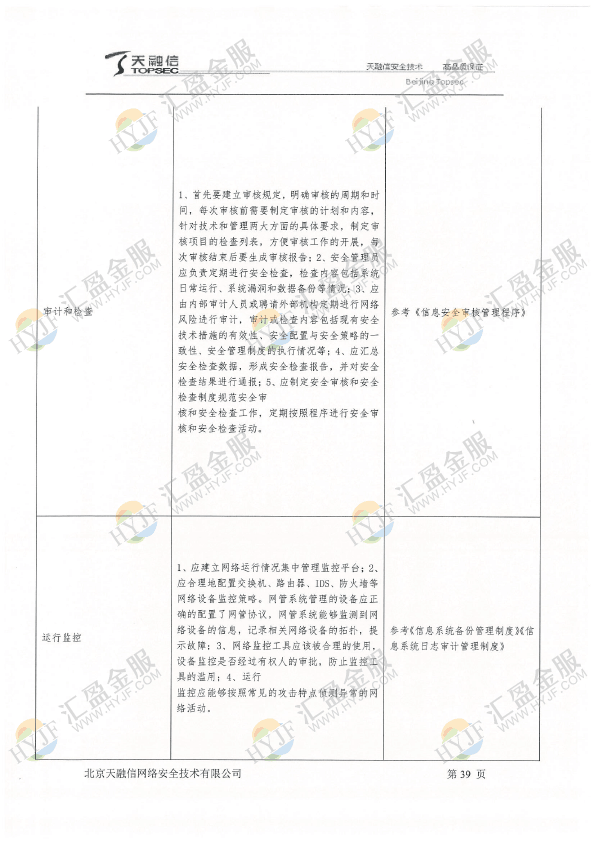 天融信
TOPSEC
天融信安全技术 高品质保证
Beijing Topsec
审计和检查
1、首先要建立审核规定，明确审核的周期和时
间，每次审核前需要制定审核的计划和内容，
针对技术和管理两大方面的具体要求，制定审
核项目的检查列表，方便审核工作的开展，每
次审核结束后要生成审核报告；2、安全管理员
应负责定期进行安全检查，检查内容包括系统
日常运行、系统漏洞和数据备份等情况；3、应
由内部审计人员或聘请外部机构定期进行网络
风险进行审计，审计或检查内容包括现有安全
技术措施的有效性、安全配置与安全策略的一
致性、安全管理制度的执行情况等；4、应汇总
安全检查数据，形成安全检查报告，并对安全
检查结果进行通报；5、应制定安全审核和安全
检查制度规范安全审
核和安全检查工作，定期按照程序进行安全审
核和安全检查活动。
参考《信息安全审核管理程序》
运行监控
1、应建立网络运行情况集中管理监控平台；2、
应合理地配置交换机、路由器、IDS、防火墙等
网络设备监控策略。网管系统管理的设备应正
确的配置了网管协议，网管系统能够监测到网
络设备的信息，记录相关网络设备的拓扑，提
示故障；3、网络监控工具应该被合理的使用，
设备监控是否经过有权人的审批，防止监控工
具的滥用；4、运行
监控应能够按照常见的攻击特点侦测异常的网
络活动。
参考《信息系统备份管理制度》《信
息系统日志审计管理制度》
北京天融信网络安全技术有限公司 第 39 页
汇盈金服
HYJF
WWW.HYJF.COM